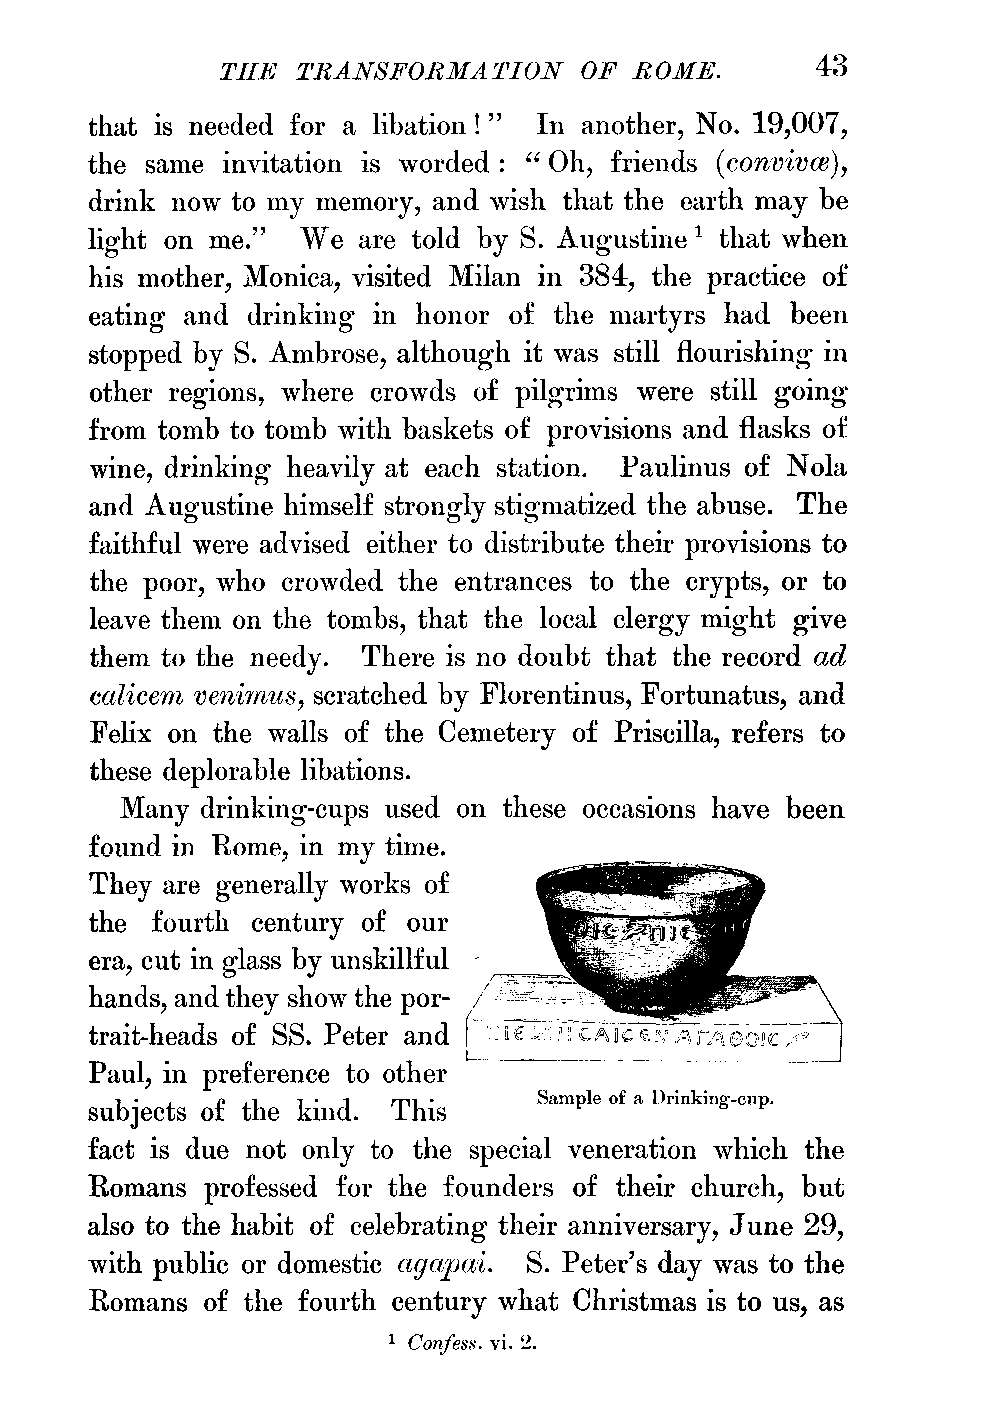 THE TRANSFORMATION OF ROME. 43
that is needed for a libation!” In another, No. 19,007,
the same invitation is worded: “Oh, friends (convivæ),
drink now to my memory, and wish that the earth may be
light on me.” We are told by S. Augustine¹ that when
his mother, Monica, visited Milan in 384, the practice of
eating and drinking in honor of the martyrs had been
stopped by S. Ambrose, although it was still flourishing in
other regions, where crowds of pilgrims were still going
from tomb to tomb with baskets of provisions and flasks of
wine, drinking heavily at each station. Paulinus of Nola
and Augustine himself strongly stigmatized the abuse. The
faithful were advised either to distribute their provisions to
the poor, who crowded the entrances to the crypts, or to
leave them on the tombs, that the local clergy might give
them to the needy. There is no doubt that the record ad
calicem venimus, scratched by Florentinus, Fortunatus, and
Felix on the walls of the Cemetery of Priscilla, refers to
these deplorable libations.
Many drinking-cups used on these occasions have been
found in Rome, in my time.
They are generally works of
the fourth century of our
era, cut in glass by unskillful
hands, and they show the por-
trait-heads of SS. Peter and
Paul, in preference to other
subjects of the kind. This
Sample of a Drinking-cup.
fact is due not only to the special veneration which the
Romans professed for the founders of their church, but
also to the habit of celebrating their anniversary, June 29,
with public or domestic agapai. S. Peter’s day was to the
Romans of the fourth century what Christmas is to us, as
¹ Confess. vi. 2.